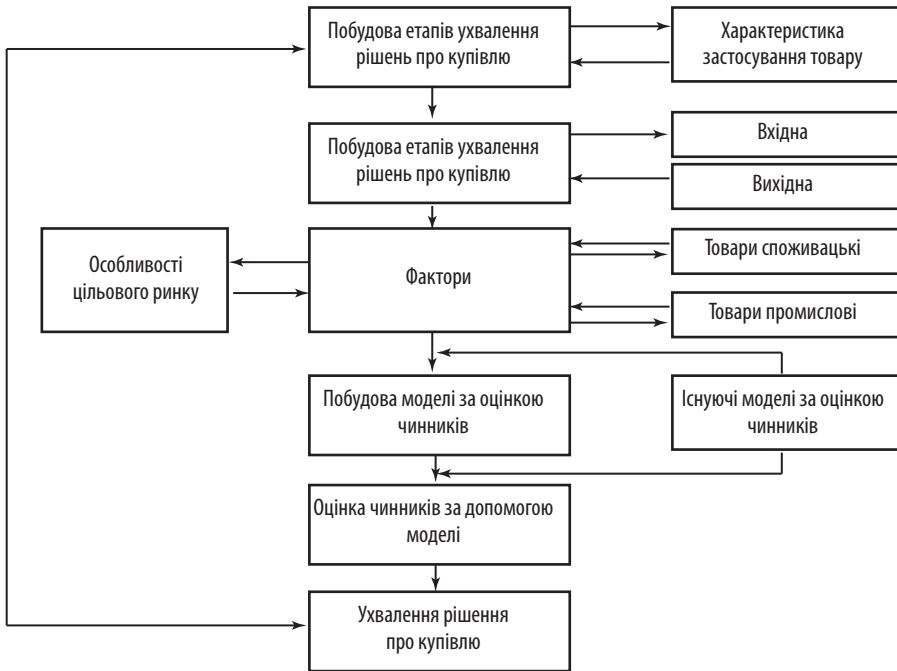 Побудова етапів ухвалення
рішень про купівлю
Характеристика
застосування товару
Побудова етапів ухвалення
рішень про купівлю
Вхідна
Вихідна
Особливості
цільового ринку
Фактори
Товари споживацькі
Товари промислові
Побудова моделі за оцінкою
чинників
Існуючі моделі за оцінкою
чинників
Оцінка чинників за допомогою
моделі
Ухвалення рішення
про купівлю